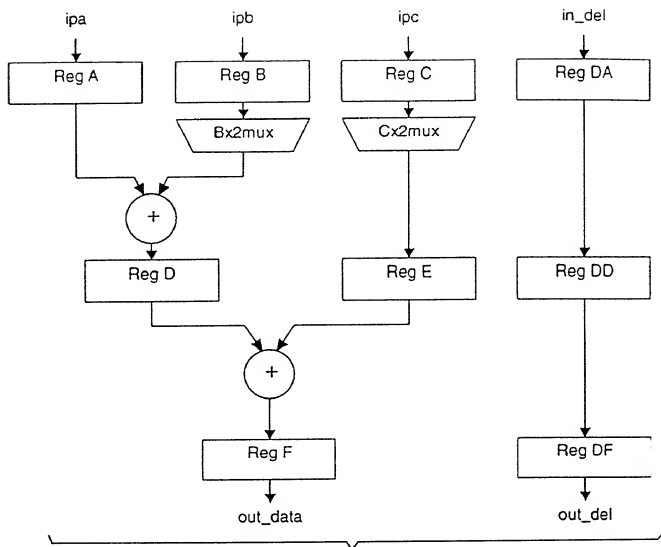 ipa ipb ipc in_del
Reg A Reg B Reg C Reg DA
Bx2mux Cx2mux
+
Reg D Reg E Reg DD
+
Reg F Reg DF
out_data out_del